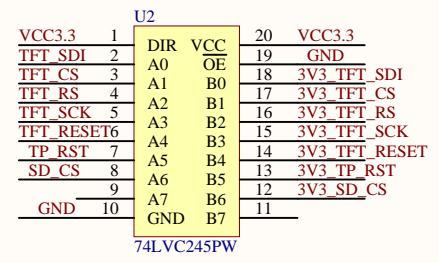 U2
VCC3.3 1 DIR VCC 20 VCC3.3
TFT_SDI 2 A0 OE 19 GND
TFT_CS 3 A1 B0 18 3V3_TFT_SDI
TFT_RS 4 A2 B1 17 3V3_TFT_CS
TFT_SCK 5 A3 B2 16 3V3_TFT_RS
TFT_RESET 6 A4 B3 15 3V3_TFT_SCK
TP_RST 7 A5 B4 14 3V3_TFT_RESET
SD_CS 8 A6 B5 13 3V3_TP_RST
9 A7 B6 12 3V3_SD_CS
GND 10 GND B7 11
74LVC245PW